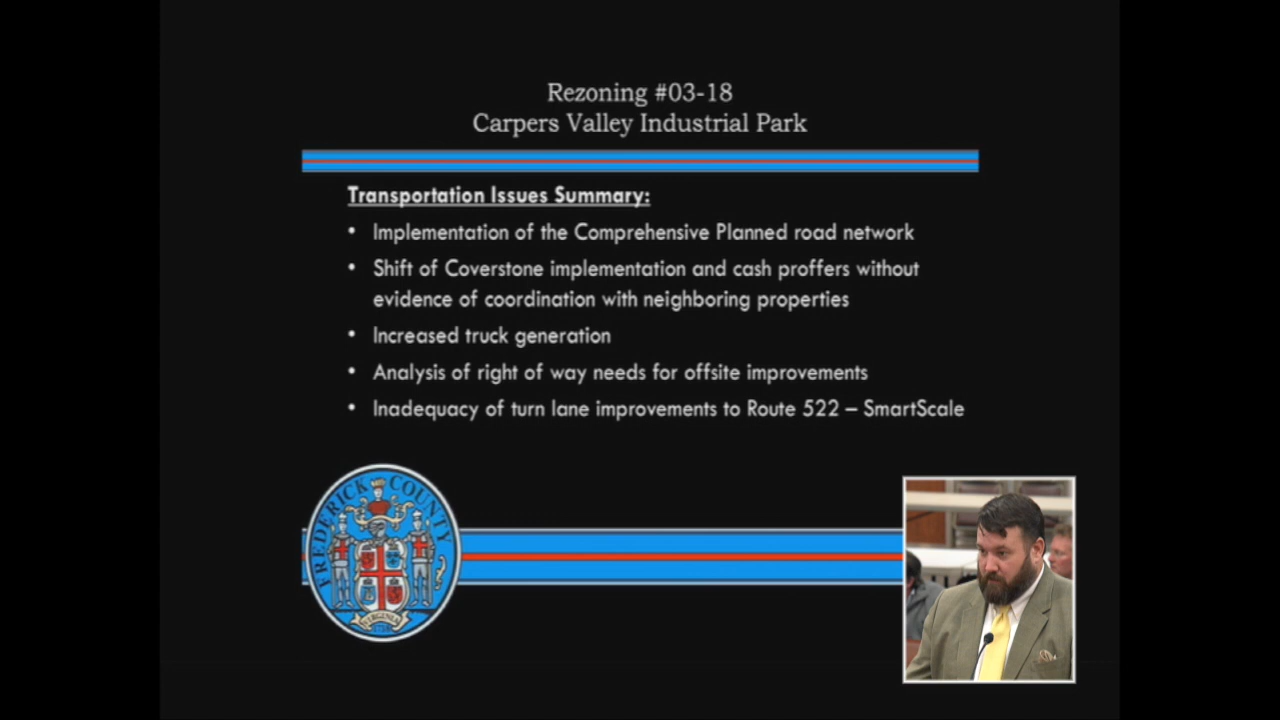 Rezoning #03-18
Carpers Valley Industrial Park
Transportation Issues Summary:
• Implementation of the Comprehensive Planned road network
• Shift of Coverstone implementation and cash proffers without
evidence of coordination with neighboring properties
• Increased truck generation
• Analysis of right of way needs for offsite improvements
• Inadequacy of turn lane improvements to Route 522 – SmartScale
FREDERICK COUNTY
VIRGINIA